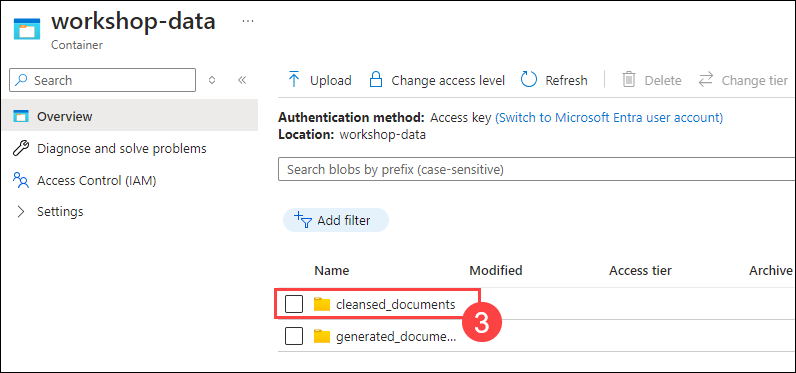 workshop-data ...
Container
Search
Upload Change access level Refresh Delete Change tier
Overview
Authentication method: Access key (Switch to Microsoft Entra user account)
Location: workshop-data
Diagnose and solve problems
Access Control (IAM)
Search blobs by prefix (case-sensitive)
Settings
Add filter
Name Modified Access tier Archive
cleansed_documents
3
generated_docume...